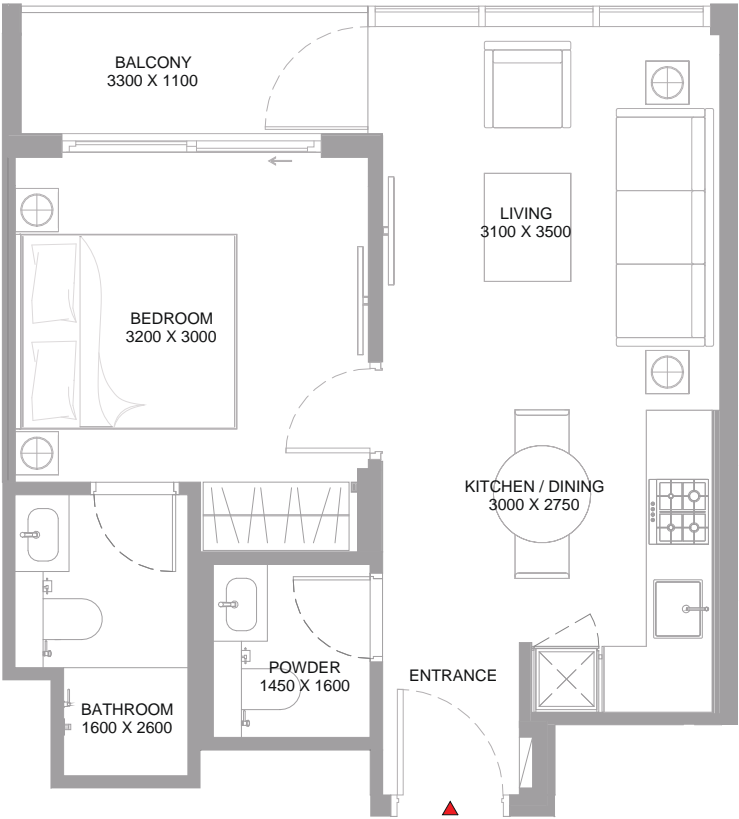 BALCONY
3300 X 1100
LIVING
3100 X 3500
BEDROOM
3200 X 3000
KITCHEN / DINING
3000 X 2750
POWDER
1450 X 1600
ENTRANCE
BATHROOM
1600 X 2600